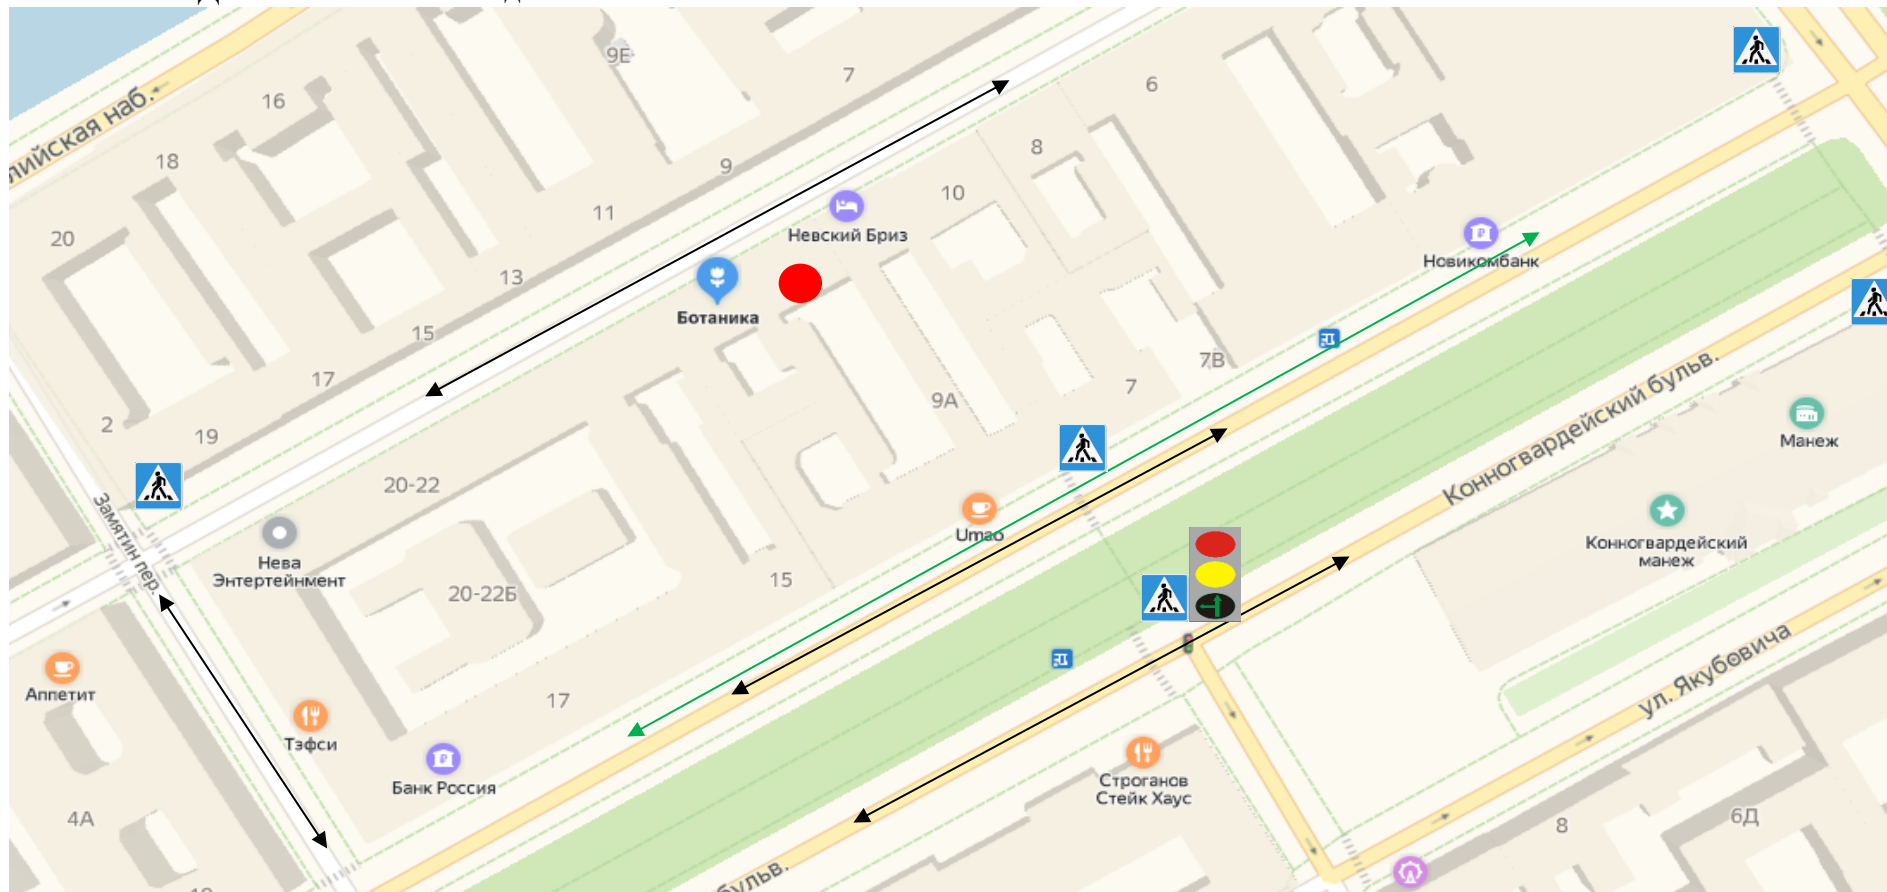 лийская наб.
16
18
20
9Е
7
9
11
13
15
17
19
2
6
8
10
Невский Бриз
Ботаника
Новикомбанк
7В
7
9А
Umao
15
20-22
Замятин пер.
Нева
Энтертейнмент
20-22Б
Аппетит
Тэфси
17
Банк Россия
4А
Конногвардейский бульв.
Манеж
Конногвардейский
манеж
ул. Якубовича
Строганов
Стейк Хаус
8
6Д
бульв.